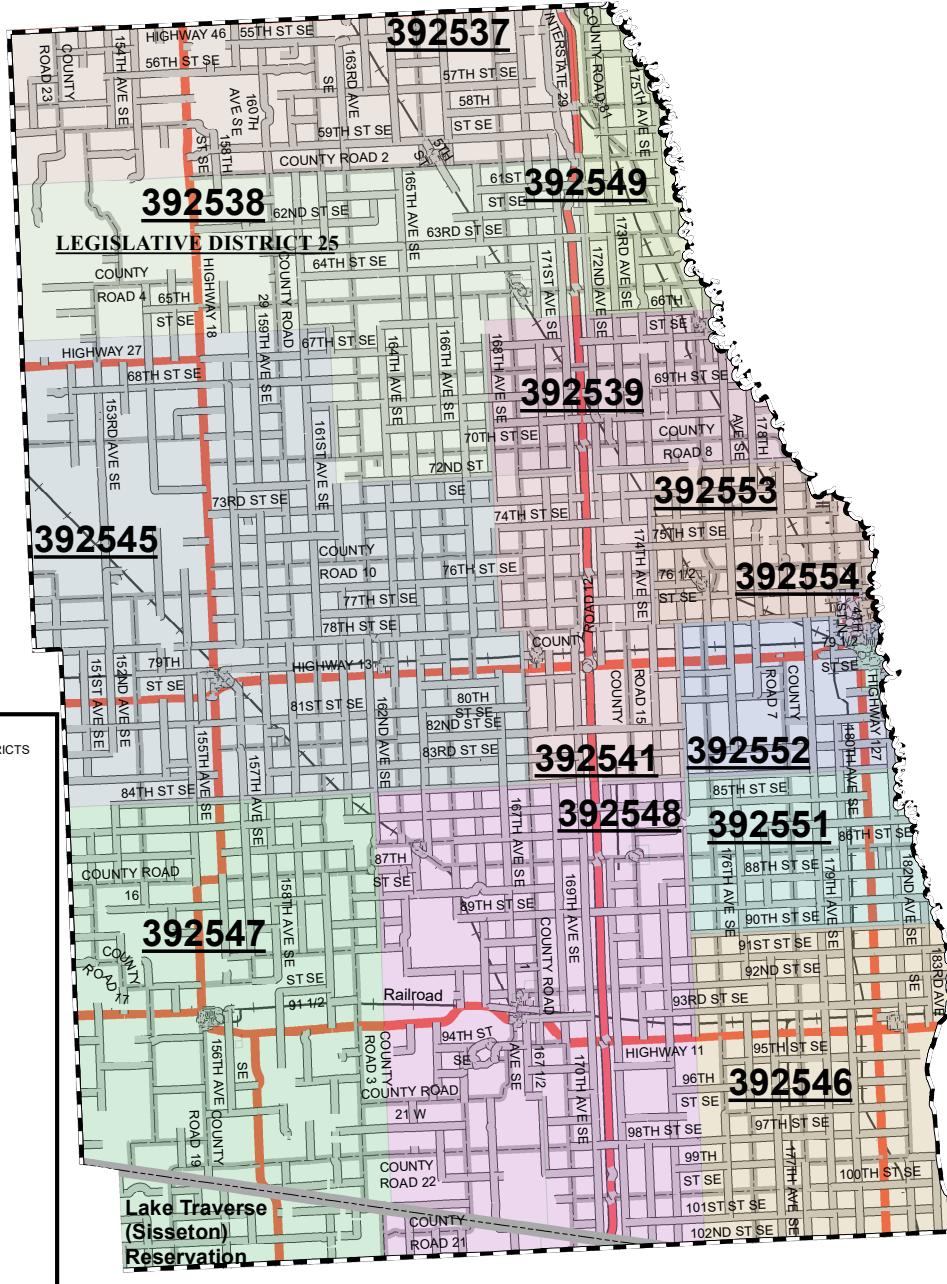 392537
HIGHWAY 46
55TH ST SE
56TH ST SE
COUNTY
ROAD 23
154TH AVE SE
160TH
AVE SE
SE
163RD AVE
57TH ST SE
58TH
ST SE
59TH ST SE
INTERSTATE 29
COUNTY ROAD 81
175TH AVE SE
ST SE
158TH
COUNTY ROAD 2
5TH
ST
392549
61ST
ST SE
392538
62ND ST SE
165TH AVE SE
63RD ST SE
173RD AVE SE
LEGISLATIVE DISTRICT 25
64TH ST SE
171ST AVE SE
172ND AVE SE
COUNTY
ROAD 4
65TH
ST SE
HIGHWAY 18
159TH AVE SE
COUNTY ROAD
29
66TH
ST SE
67TH ST SE
HIGHWAY 27
68TH ST SE
164TH AVE SE
166TH AVE SE
168TH AVE SE
392539
69TH ST SE
153RD AVE SE
161ST AVE SE
70TH ST SE
COUNTY
ROAD 8
AVE SE
178TH
72ND ST
SE
73RD ST SE
74TH ST SE
392553
75TH ST SE
392545
COUNTY
ROAD 10
76TH ST SE
174TH AVE SE
76 1/2
ST SE
392554
77TH ST SE
ROAD 12
78TH ST SE
COUNTY
4TH
ST N
79 1/2
ST SE
HIGHWAY 13
151ST AVE SE
152ND AVE SE
79TH
ST SE
81ST ST SE
162ND AVE SE
80TH
ST SE
82ND ST SE
83RD ST SE
COUNTY
ROAD 15
ROAD 7
COUNTY
HIGHWAY 127
180TH AVE SE
RICTS
155TH AVE SE
157TH AVE SE
392541
392552
84TH ST SE
85TH ST SE
392548
392551
86TH ST SE
167TH AVE SE
87TH
ST SE
88TH ST SE
176TH AVE SE
179TH AVE SE
182ND AVE
SE
COUNTY ROAD
16
158TH AVE SE
89TH ST SE
169TH AVE SE
90TH ST SE
392547
COUNTY ROAD
1
91ST ST SE
92ND ST SE
183RD AVE
COUNTY
ROAD 17
ST SE
91 1/2
Railroad
93RD ST SE
94TH ST
SE
HIGHWAY 11
95TH ST SE
156TH AVE
SE
COUNTY
ROAD 3
AVE SE
167 1/2
170TH AVE SE
96TH
ST SE
392546
COUNTY ROAD
21 W
97TH ST SE
98TH ST SE
COUNTY
ROAD 19
COUNTY
ROAD 22
99TH
ST SE
177TH AVE SE
100TH ST SE
Lake Traverse
(Sisseton)
Reservation
COUNTY
ROAD 21
101ST ST SE
102ND ST SE